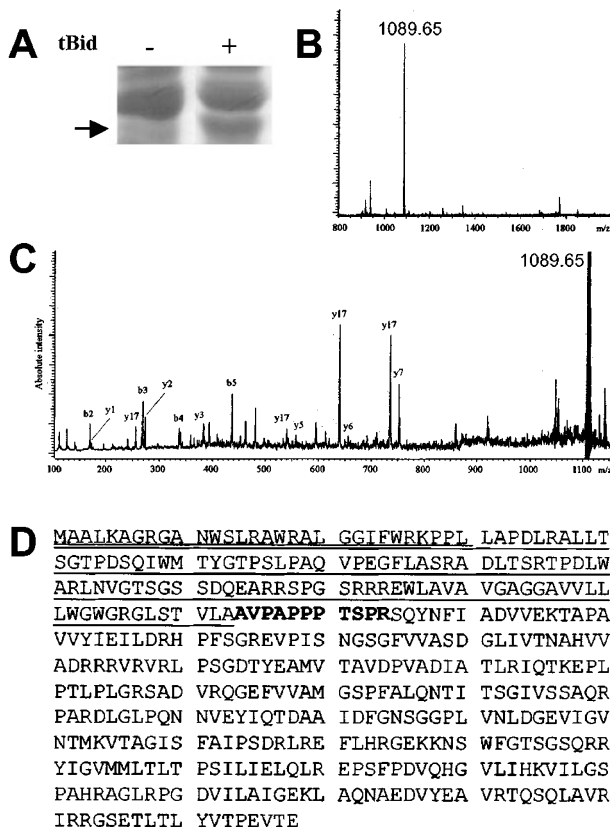 A
tBid - +
B
1089.65
800 1000 1200 1400 1600 1800 m/z
C
1089.65
Absolute intensity
b2 y1 y17 b3 y2 b4 y3 b5 y17 y5 y17 y6 y17 y7
100 200 300 400 500 600 700 800 900 1000 1100 m/z
D
MAALKAGRGA NWSLRAWRAL GGIFWRKPPL LAPDLRALLT
SGTPDSQIWM TYGTPSLPAQ VPEGFLASRA DLTSRTPDLW
ARLNVGTSGS SDQEARRSPG SRRREWLAVA VGAGGAVVLL
LWGWGRGLST VLAAVPAPPP TSPRSQYNFI ADVVEKTAPA
VVYIEILDRH PFSGREVPIS NGSGFVVASD GLIVTNAHVV
ADRRRVRVRL PSGDTYEAMV TAVDPVADIA TLRIQTKEPL
PTLPLGRSAD VRQGEFVVAM GSPFALQNTI TSGIVSSAQR
PARDLGLPQN NVEYIQTDAA IDFGNSGGPL VNLDGEVIGV
NTMKVTAGIS FAIPSDRLRE FLHRGEKKNS WFGTSGSQRR
YIGVMMLTLT PSILIELQLR EPSFPDVQHG VLIHKVILGS
PAHRAGLRPG DVILAIGEKL AQNAEDVYEA VRTQSQLAVR
IRRGSETLTL YVTPEVTE